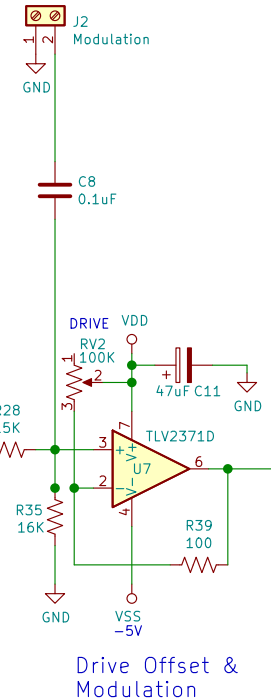 J2
Modulation
1
2
GND
C8
0.1uF
DRIVE
VDD
RV2
100K
1
2
3
+
47uF
C11
GND
7
TLV2371D
3
+
V+
U7
6
2
-
V-
4
R35
16K
R39
100
GND
VSS
-5V
Drive Offset &
Modulation